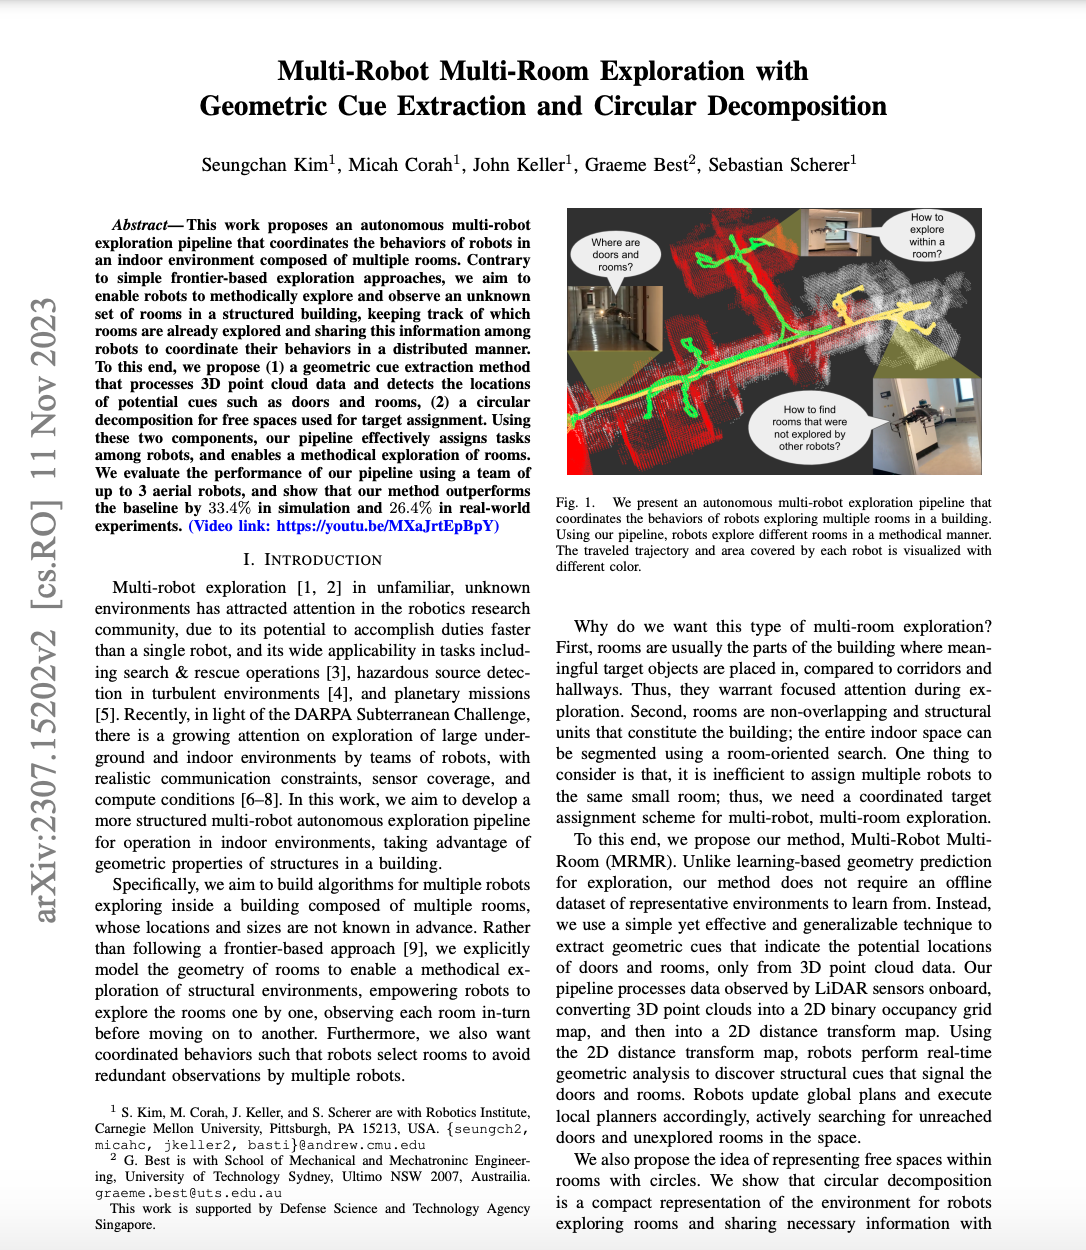 Multi-Robot Multi-Room Exploration with
Geometric Cue Extraction and Circular Decomposition
Seungchan Kim1, Micah Corah1, John Keller1, Graeme Best2, Sebastian Scherer1
arXiv:2307.15202v2 [cs.RO] 11 Nov 2023
Abstract— This work proposes an autonomous multi-robot
exploration pipeline that coordinates the behaviors of robots in
an indoor environment composed of multiple rooms. Contrary
to simple frontier-based exploration approaches, we aim to
enable robots to methodically explore and observe an unknown
set of rooms in a structured building, keeping track of which
rooms are already explored and sharing this information among
robots to coordinate their behaviors in a distributed manner.
To this end, we propose (1) a geometric cue extraction method
that processes 3D point cloud data and detects the locations
of potential cues such as doors and rooms, (2) a circular
decomposition for free spaces used for target assignment. Using
these two components, our pipeline effectively assigns tasks
among robots, and enables a methodical exploration of rooms.
We evaluate the performance of our pipeline using a team of
up to 3 aerial robots, and show that our method outperforms
the baseline by 33.4% in simulation and 26.4% in real-world
experiments. (Video link: https://youtu.be/MXaJrtEpBpY)
I. INTRODUCTION
Multi-robot exploration [1, 2] in unfamiliar, unknown
environments has attracted attention in the robotics research
community, due to its potential to accomplish duties faster
than a single robot, and its wide applicability in tasks includ-
ing search & rescue operations [3], hazardous source detec-
tion in turbulent environments [4], and planetary missions
[5]. Recently, in light of the DARPA Subterranean Challenge,
there is a growing attention on exploration of large under-
ground and indoor environments by teams of robots, with
realistic communication constraints, sensor coverage, and
compute conditions [6–8]. In this work, we aim to develop a
more structured multi-robot autonomous exploration pipeline
for operation in indoor environments, taking advantage of
geometric properties of structures in a building.
Specifically, we aim to build algorithms for multiple robots
exploring inside a building composed of multiple rooms,
whose locations and sizes are not known in advance. Rather
than following a frontier-based approach [9], we explicitly
model the geometry of rooms to enable a methodical ex-
ploration of structural environments, empowering robots to
explore the rooms one by one, observing each room in-turn
before moving on to another. Furthermore, we also want
coordinated behaviors such that robots select rooms to avoid
redundant observations by multiple robots.
1 S. Kim, M. Corah, J. Keller, and S. Scherer are with Robotics Institute,
Carnegie Mellon University, Pittsburgh, PA 15213, USA. {seungch2,
micahc, jkeller2, basti}@andrew.cmu.edu
2 G. Best is with School of Mechanical and Mechatroninc Engineer-
ing, University of Technology Sydney, Ultimo NSW 2007, Austrailia.
graeme.best@uts.edu.au
This work is supported by Defense Science and Technology Agency
Singapore.
Where are
doors and
rooms?
How to
explore
within a
room?
How to find
rooms that were
not explored by
other robots?
Fig. 1. We present an autonomous multi-robot exploration pipeline that
coordinates the behaviors of robots exploring multiple rooms in a building.
Using our pipeline, robots explore different rooms in a methodical manner.
The traveled trajectory and area covered by each robot is visualized with
different color.
Why do we want this type of multi-room exploration?
First, rooms are usually the parts of the building where mean-
ingful target objects are placed in, compared to corridors and
hallways. Thus, they warrant focused attention during ex-
ploration. Second, rooms are non-overlapping and structural
units that constitute the building; the entire indoor space can
be segmented using a room-oriented search. One thing to
consider is that, it is inefficient to assign multiple robots to
the same small room; thus, we need a coordinated target
assignment scheme for multi-robot, multi-room exploration.
To this end, we propose our method, Multi-Robot Multi-
Room (MRMR). Unlike learning-based geometry prediction
for exploration, our method does not require an offline
dataset of representative environments to learn from. Instead,
we use a simple yet effective and generalizable technique to
extract geometric cues that indicate the potential locations
of doors and rooms, only from 3D point cloud data. Our
pipeline processes data observed by LiDAR sensors onboard,
converting 3D point clouds into a 2D binary occupancy grid
map, and then into a 2D distance transform map. Using
the 2D distance transform map, robots perform real-time
geometric analysis to discover structural cues that signal the
doors and rooms. Robots update global plans and execute
local planners accordingly, actively searching for unreached
doors and unexplored rooms in the space.
We also propose the idea of representing free spaces within
rooms with circles. We show that circular decomposition
is a compact representation of the environment for robots
exploring rooms and sharing necessary information with